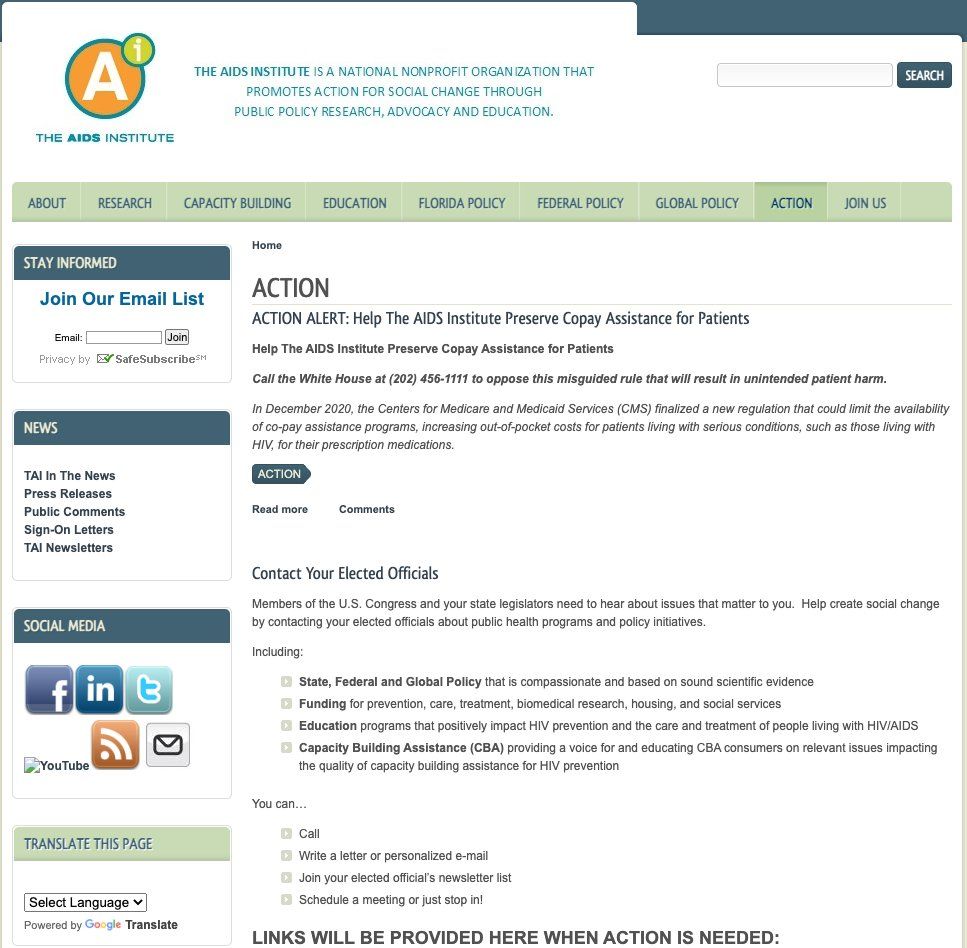 A i
THE AIDS INSTITUTE
THE AIDS INSTITUTE IS A NATIONAL NONPROFIT ORGANIZATION THAT
PROMOTES ACTION FOR SOCIAL CHANGE THROUGH
PUBLIC POLICY RESEARCH, ADVOCACY AND EDUCATION.
SEARCH
ABOUT RESEARCH CAPACITY BUILDING EDUCATION FLORIDA POLICY FEDERAL POLICY GLOBAL POLICY ACTION JOIN US
STAY INFORMED
Join Our Email List
Email: Join
Privacy by SafeSubscribe SM
NEWS
TAI In The News
Press Releases
Public Comments
Sign-On Letters
TAI Newsletters
SOCIAL MEDIA
f in t
YouTube
TRANSLATE THIS PAGE
Select Language
Powered by Google Translate
Home
ACTION
ACTION ALERT: Help The AIDS Institute Preserve Copay Assistance for Patients
Help The AIDS Institute Preserve Copay Assistance for Patients
Call the White House at (202) 456-1111 to oppose this misguided rule that will result in unintended patient harm.
In December 2020, the Centers for Medicare and Medicaid Services (CMS) finalized a new regulation that could limit the availability
of co-pay assistance programs, increasing out-of-pocket costs for patients living with serious conditions, such as those living with
HIV, for their prescription medications.
ACTION
Read more Comments
Contact Your Elected Officials
Members of the U.S. Congress and your state legislators need to hear about issues that matter to you.  Help create social change
by contacting your elected officials about public health programs and policy initiatives.
Including:
State, Federal and Global Policy that is compassionate and based on sound scientific evidence
Funding for prevention, care, treatment, biomedical research, housing, and social services
Education programs that positively impact HIV prevention and the care and treatment of people living with HIV/AIDS
Capacity Building Assistance (CBA) providing a voice for and educating CBA consumers on relevant issues impacting
the quality of capacity building assistance for HIV prevention
You can…
Call
Write a letter or personalized e-mail
Join your elected official's newsletter list
Schedule a meeting or just stop in!
LINKS WILL BE PROVIDED HERE WHEN ACTION IS NEEDED: